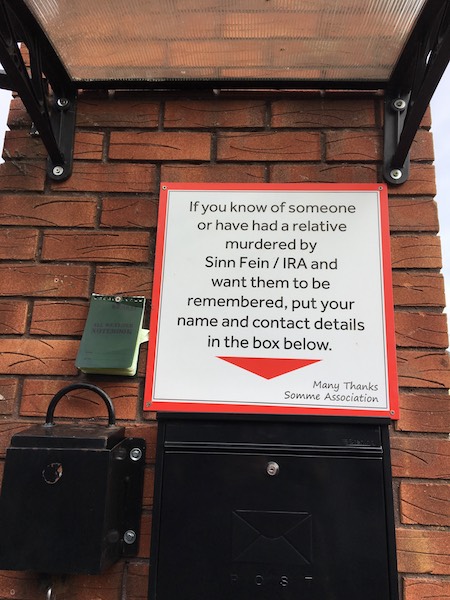 If you know of someone
or have had a relative
murdered by
Sinn Fein / IRA and
want them to be
remembered, put your
name and contact details
in the box below.
Many Thanks
Somme Association
NOTEBOOK
POST